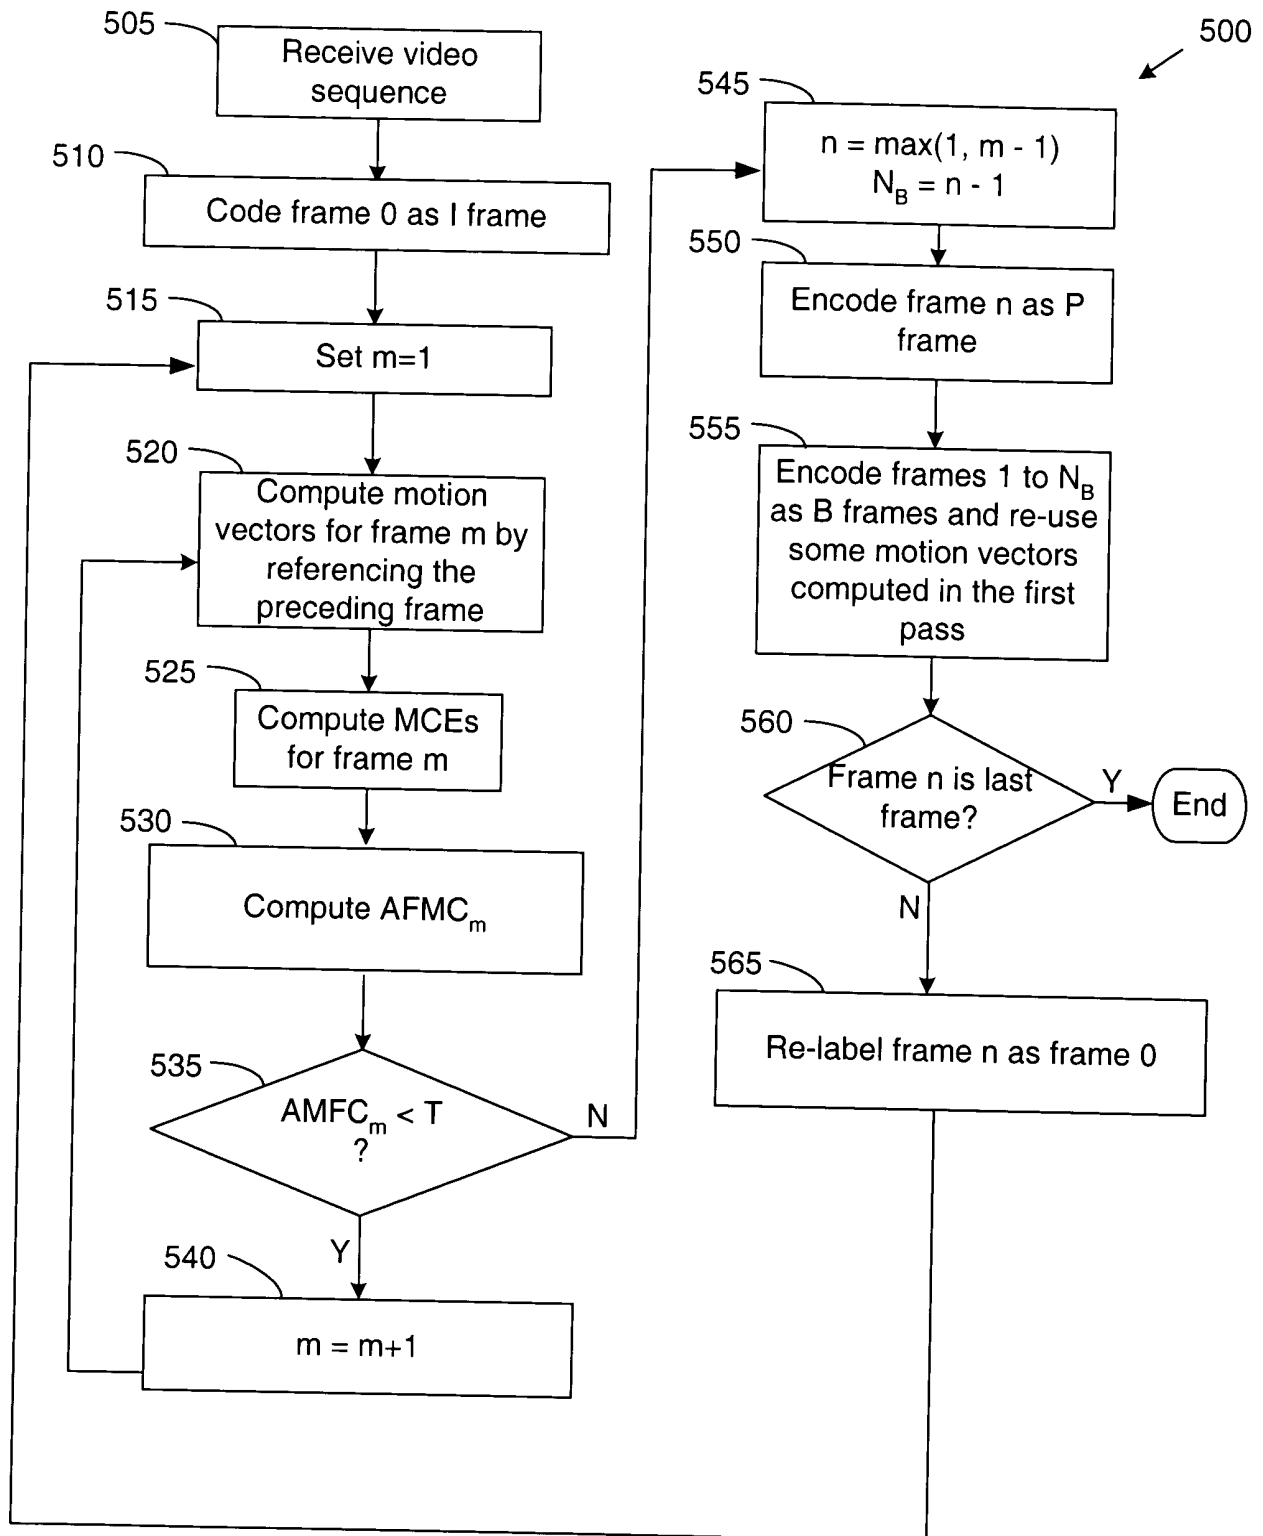 500
505
Receive video
sequence
510
Code frame 0 as I frame
515
Set m=1
520
Compute motion
vectors for frame m by
referencing the
preceding frame
525
Compute MCEs
for frame m
530
Compute AFMCm
535
AMFCm < T
?
N
Y
540
m = m+1
545
n = max(1, m - 1)
NB = n - 1
550
Encode frame n as P
frame
555
Encode frames 1 to NB
as B frames and re-use
some motion vectors
computed in the first
pass
560
Frame n is last
frame?
Y
End
N
565
Re-label frame n as frame 0